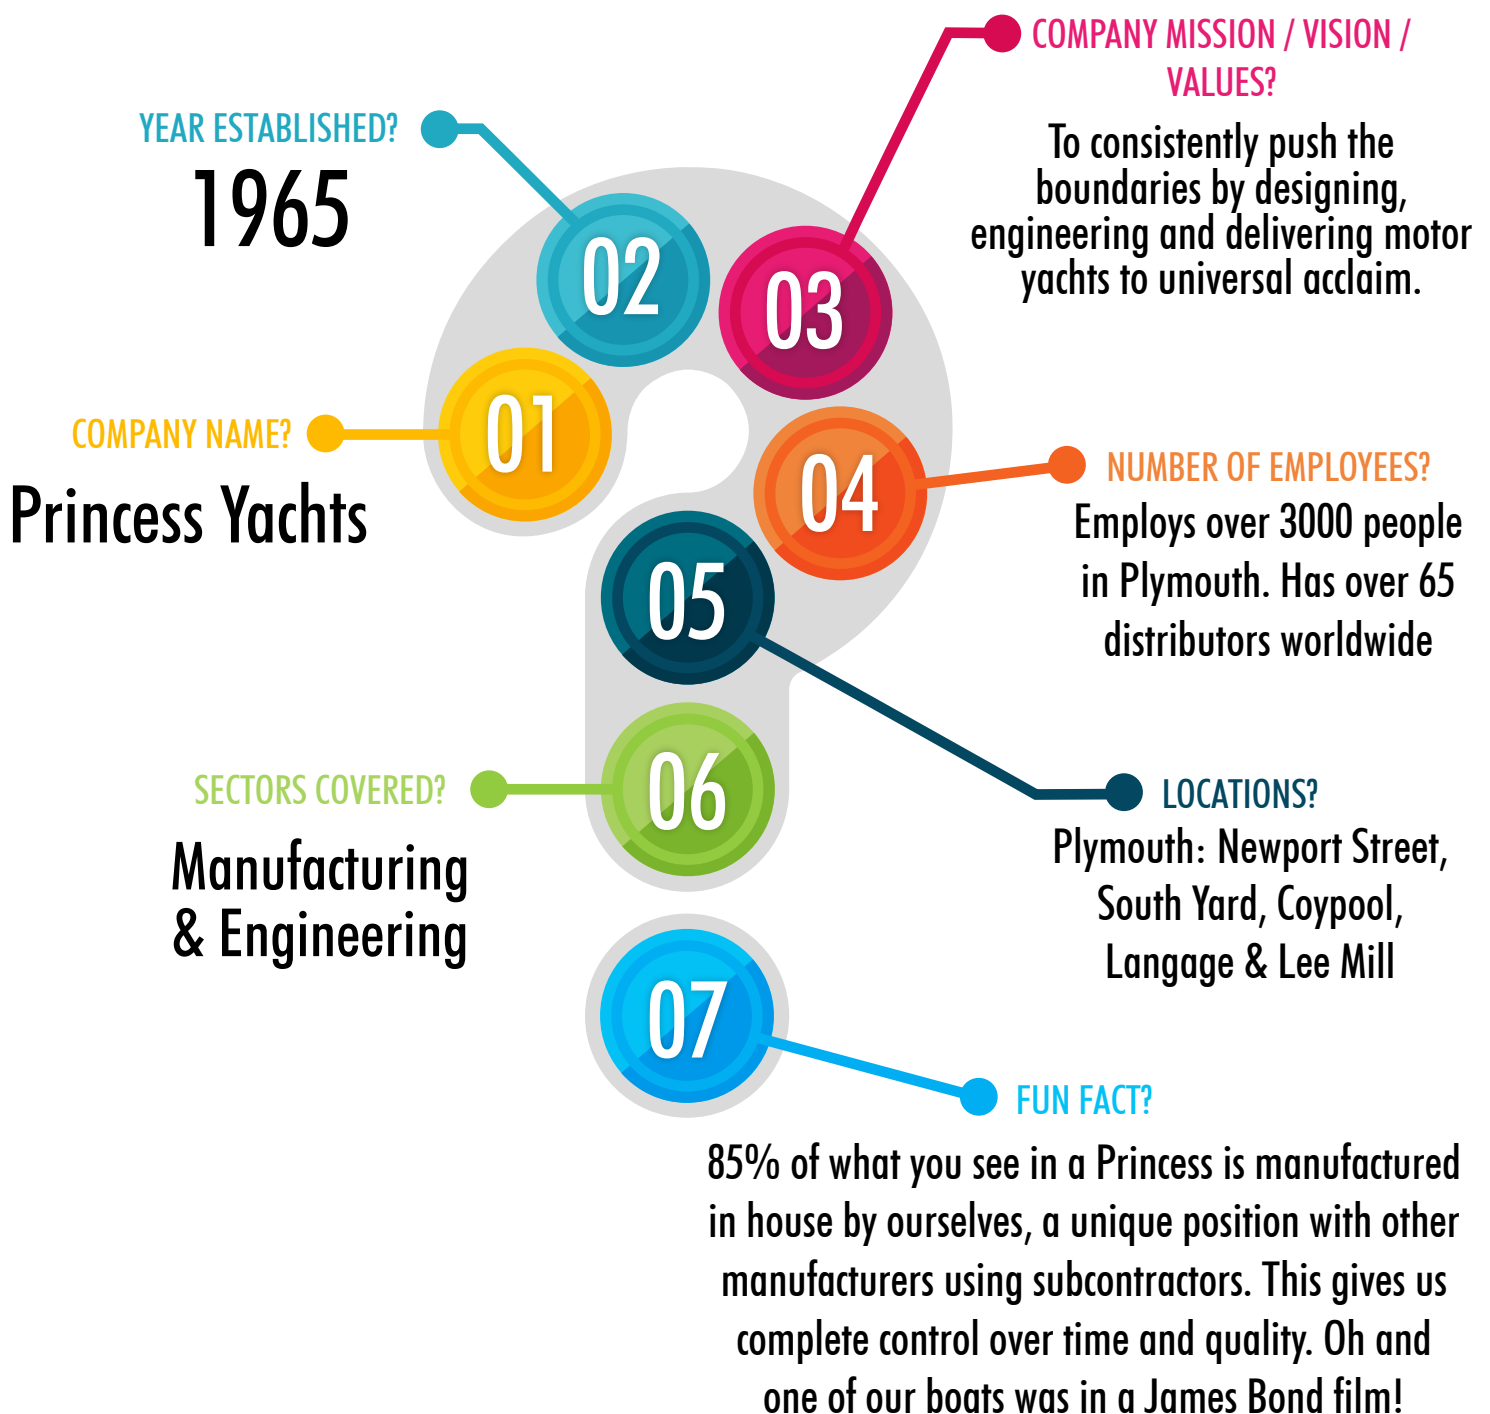 01
COMPANY NAME?
Princess Yachts
02
YEAR ESTABLISHED?
1965
03
COMPANY MISSION / VISION /
VALUES?
To consistently push the
boundaries by designing,
engineering and delivering motor
yachts to universal acclaim.
04
NUMBER OF EMPLOYEES?
Employs over 3000 people
in Plymouth. Has over 65
distributors worldwide
05
LOCATIONS?
Plymouth: Newport Street,
South Yard, Coypool,
Langage & Lee Mill
06
SECTORS COVERED?
Manufacturing
& Engineering
07
FUN FACT?
85% of what you see in a Princess is manufactured
in house by ourselves, a unique position with other
manufacturers using subcontractors. This gives us
complete control over time and quality. Oh and
one of our boats was in a James Bond film!